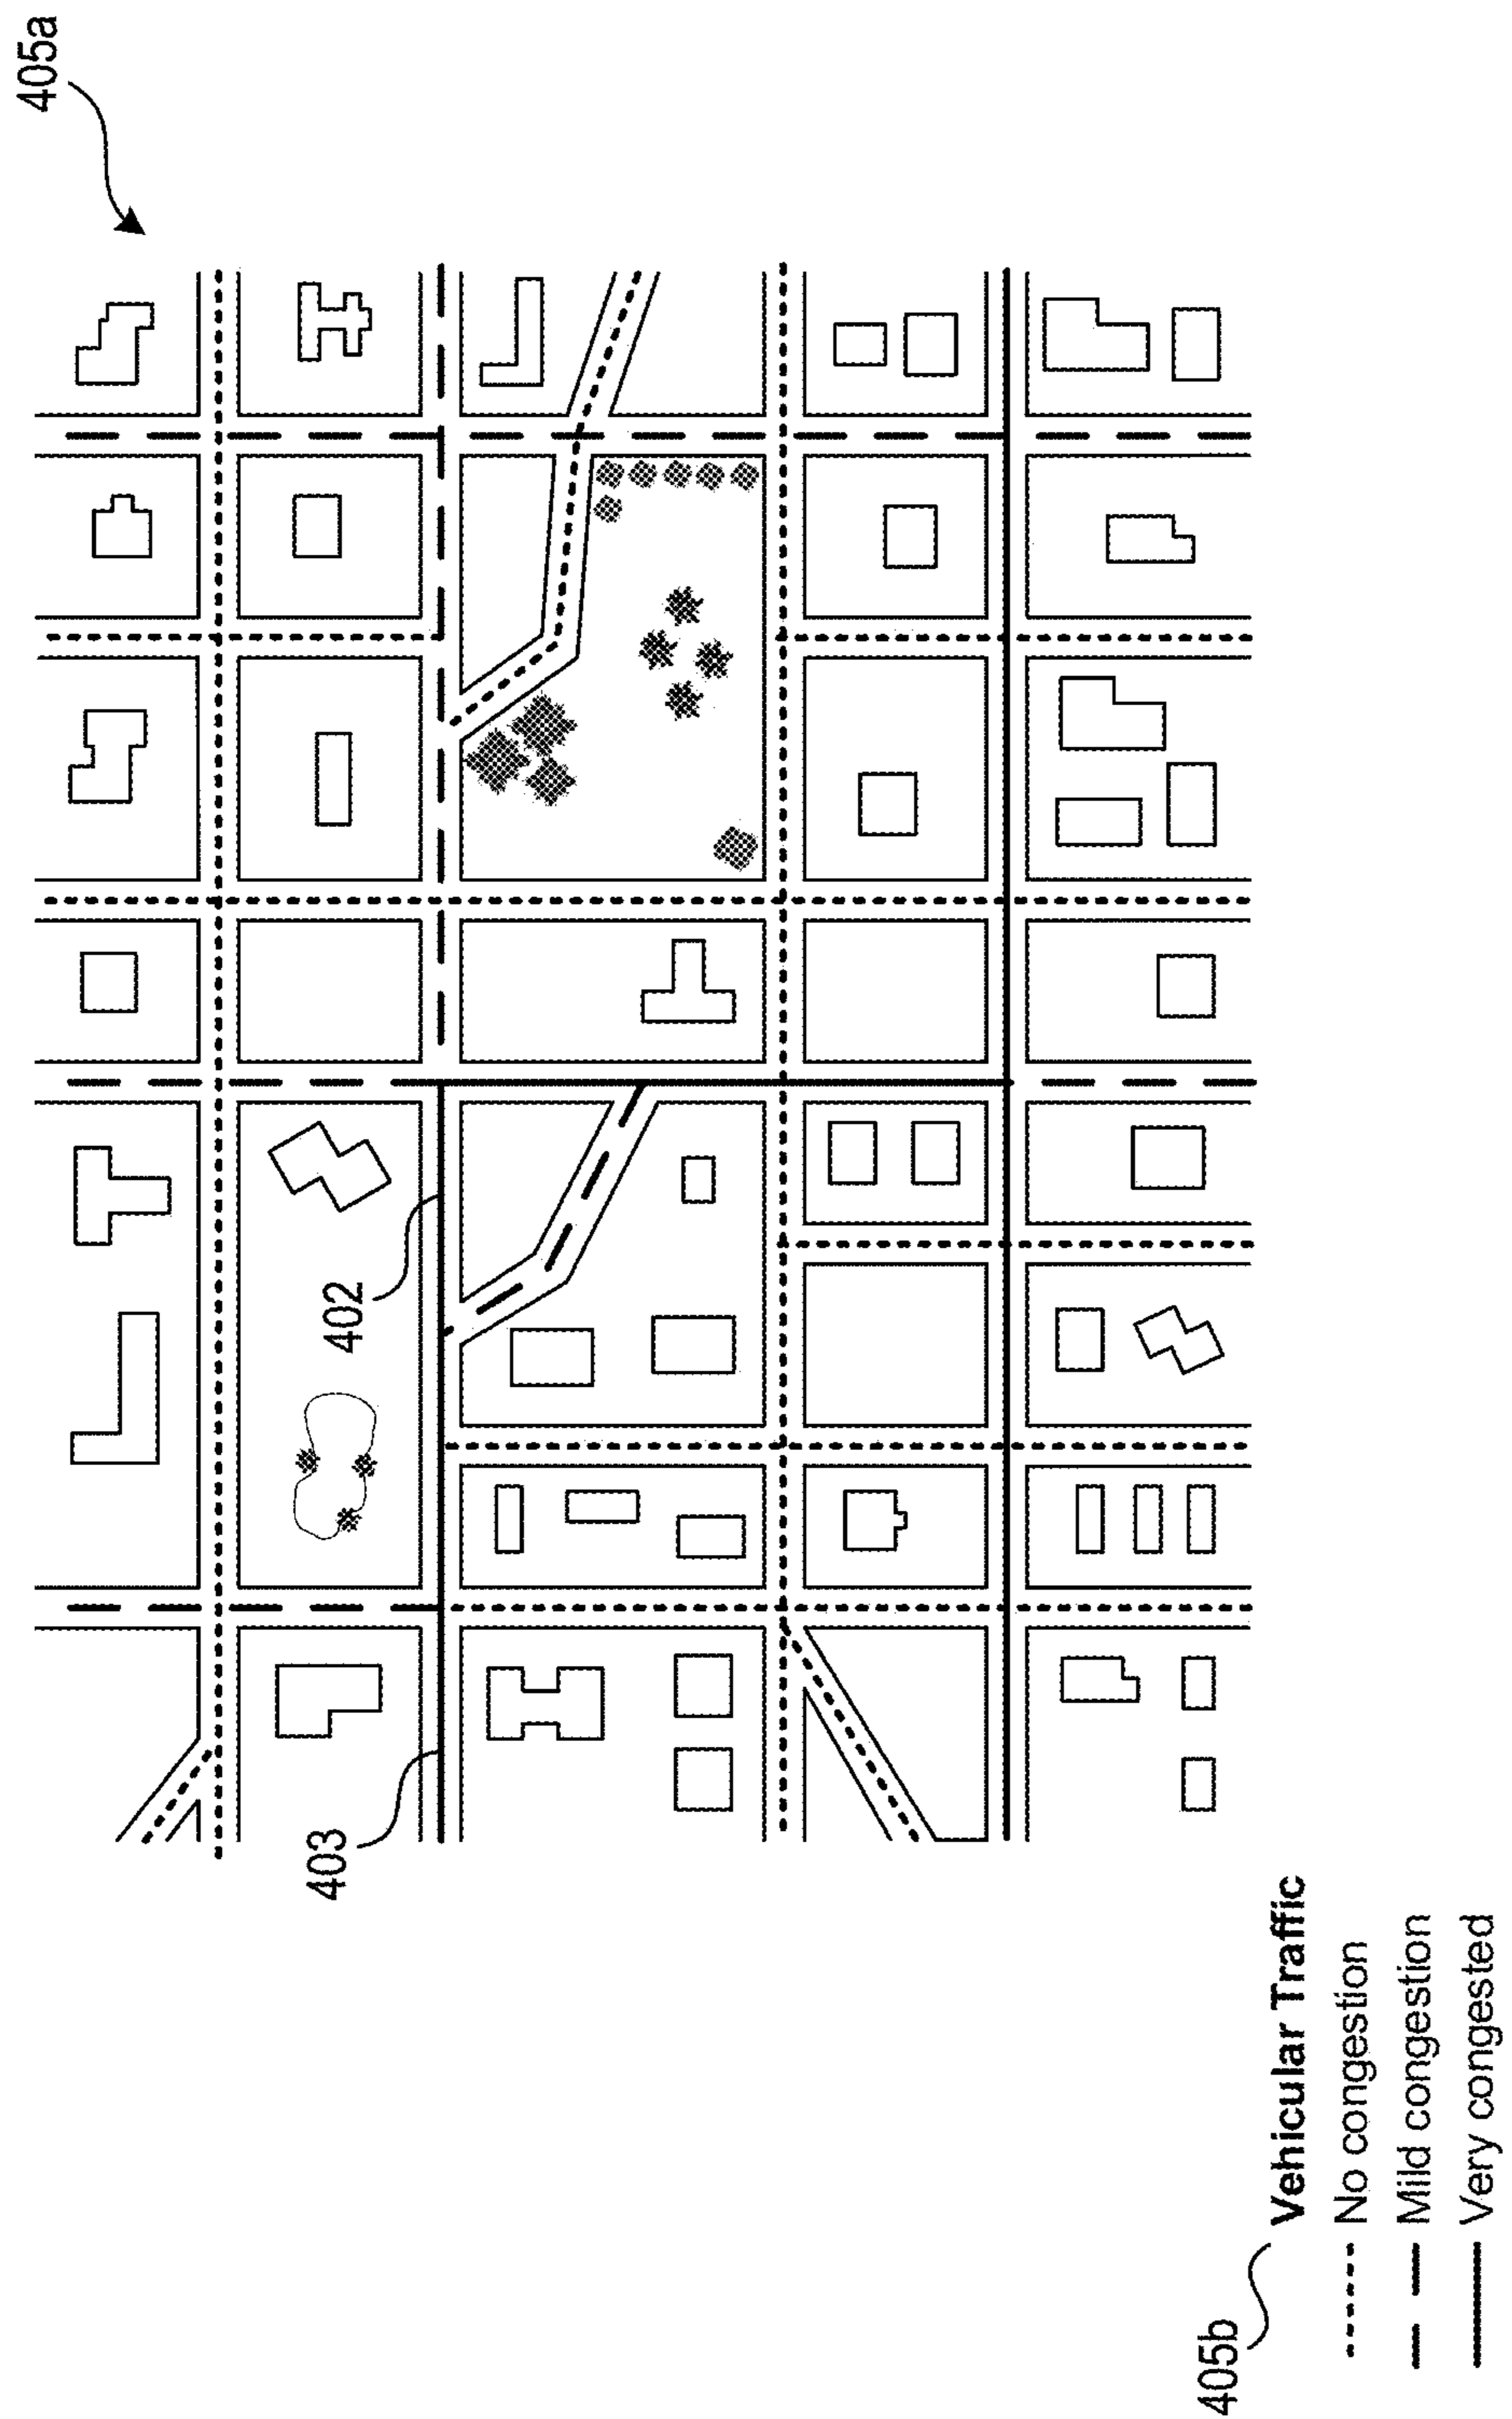 405a
402
403
405b
Vehicular Traffic
No congestion
Mild congestion
Very congested